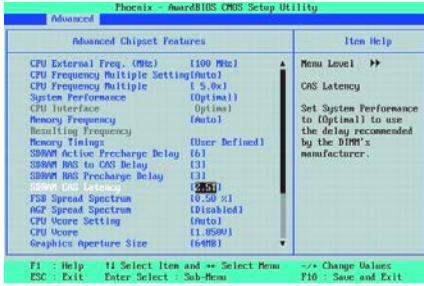 Phoenix - AwardBIOS CMOS Setup Utility
Advanced
Advanced Chipset Features
Item Help
CPU External Freq. (MHz) [100 MHz]
CPU Frequency Multiple Setting[Auto]
CPU Frequency Multiple [ 5.0x]
System Performance [Optimal]
CPU Interface Optimal
Memory Frequency [Auto]
Resulting Frequency
Memory Timings [User Defined]
SDRAM Active Precharge Delay [6]
SDRAM RAS to CAS Delay [3]
SDRAM RAS Precharge Delay [3]
SDRAM CAS Latency [2.5]
FSB Spread Spectrum [0.50 %]
AGP Spread Spectrum [Disabled]
CPU Vcore Setting [Auto]
CPU Vcore [1.850V]
Graphics Aperture Size [64MB]
Menu Level
CAS Latency
Set System Performance
to [Optimal] to use
the delay recommended
by the DIMM's
manufacturer.
F1 : Help ↑↓ Select Item and ↔ Select Menu -/+ Change Values
ESC : Exit Enter Select : Sub-Menu F10 : Save and Exit